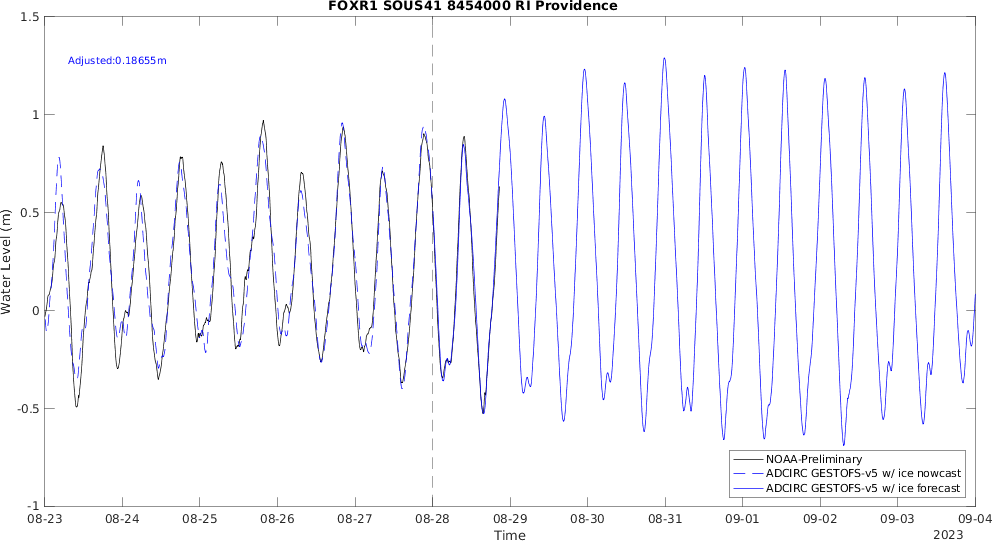 FOXR1 SOUS41 8454000 RI Providence
1.5
Adjusted:0.18655m
1
0.5
Water Level (m)
0
-0.5
-1
NOAA-Preliminary
ADCIRC GESTOFS-v5 w/ ice nowcast
ADCIRC GESTOFS-v5 w/ ice forecast
08-23 08-24 08-25 08-26 08-27 08-28 08-29 08-30 08-31 09-01 09-02 09-03 09-04
Time
2023